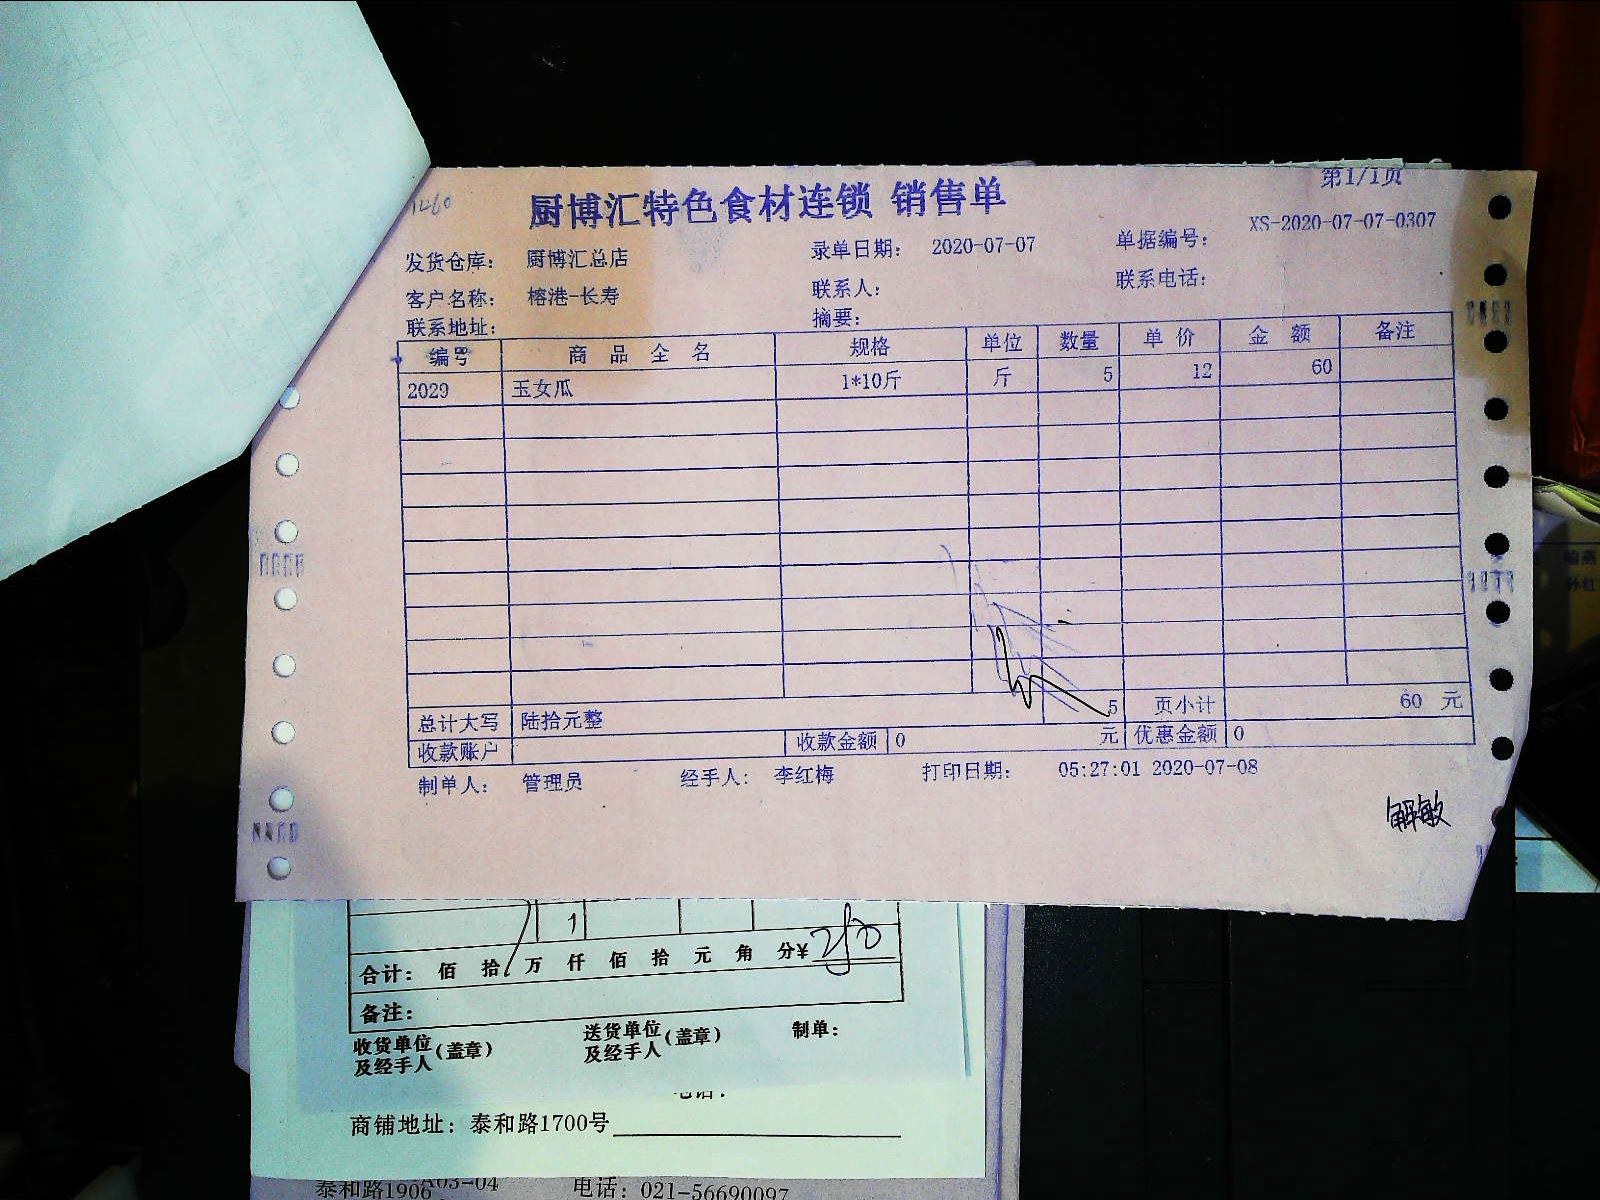 第1/1页
1260
厨博汇特色食材连锁 销售单
发货仓库： 厨博汇总店 录单日期： 2020-07-07 单据编号： XS-2020-07-07-0307
客户名称： 榕港-长寿 联系人： 联系电话：
联系地址： 摘要：
编号 商品全名 规格 单位 数量 单价 金额 备注
2029 玉女瓜 1*10斤 斤 5 12 60
总计大写 陆拾元整 5 页小计 60 元
收款账户 收款金额 0 元 优惠金额 0
制单人： 管理员 经手人： 李红梅 打印日期： 05:27:01 2020-07-08
解敏
1
合计： 佰 拾 万 仟 佰 拾 元 角 分¥
备注：
收货单位及经手人（盖章） 送货单位及经手人（盖章） 制单：
商铺地址：泰和路1700号
泰和路1906 A03-04 电话：021-56690097